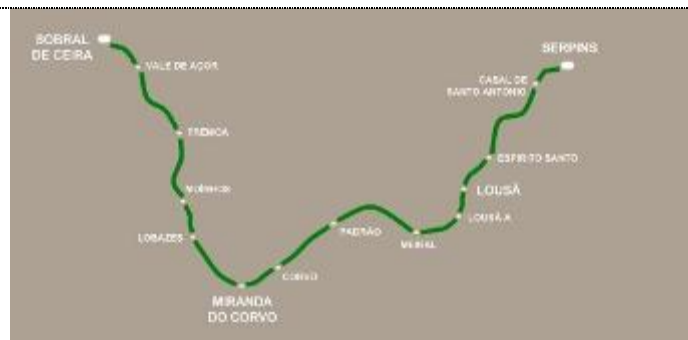 SOBRAL
DE CEIRA
SERPINS
VALE DE AÇOR
CASAL DE
SANTO ANTÓNIO
TREMOA
ESPÍRITO SANTO
MOINHOS
LOUSÃ
LOUSÃ A
LOBAZES
PADRÃO
MEIRAL
CORVO
MIRANDA
DO CORVO